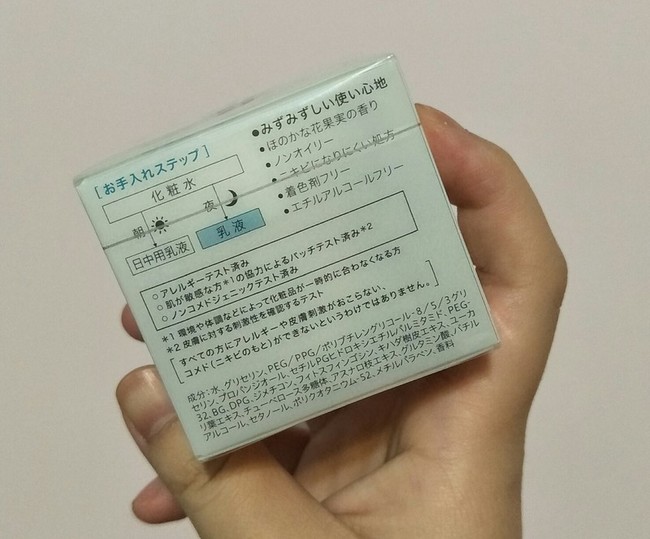 [お手入れステップ]
化粧水
朝
夜
日中用乳液
乳液
●みずみずしい使い心地
●ほのかな花果実の香り
●ノンオイリー
●ニキビになりにくい処方
●着色剤フリー
●エチルアルコールフリー
○アレルギーテスト済み
○肌が敏感な方*1の協力によるパッチテスト済み*2
○ノンコメドジェニックテスト済み
*1 環境や体調などによって化粧品が一時的に合わなくなる方
*2 皮膚に対する刺激性を確認するテスト
[すべての方にアレルギーや皮膚刺激がおこらない、
コメド(ニキビのもと)ができないというわけではありません。]
成分:水、グリセリン、PEG/PPG/ポリブチレングリコール-8/5/3グリ
セリン、プロパンジオール、セチルPGヒドロキシエチルパルミタミド、PEG-
32、BG、DPG、ジメチコン、フィトスフィンゴシン、キハダ樹皮エキス、ユーカ
リ葉エキス、チューベロース多糖体、アスナロ枝エキス、グルタミン酸、バチル
アルコール、セタノール、ポリクオタニウム-52、メチルパラベン、香料